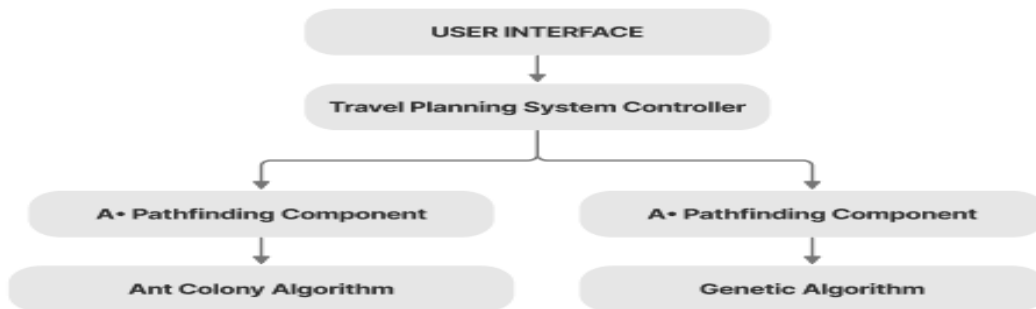 USER INTERFACE
Travel Planning System Controller
A• Pathfinding Component
A• Pathfinding Component
Ant Colony Algorithm
Genetic Algorithm